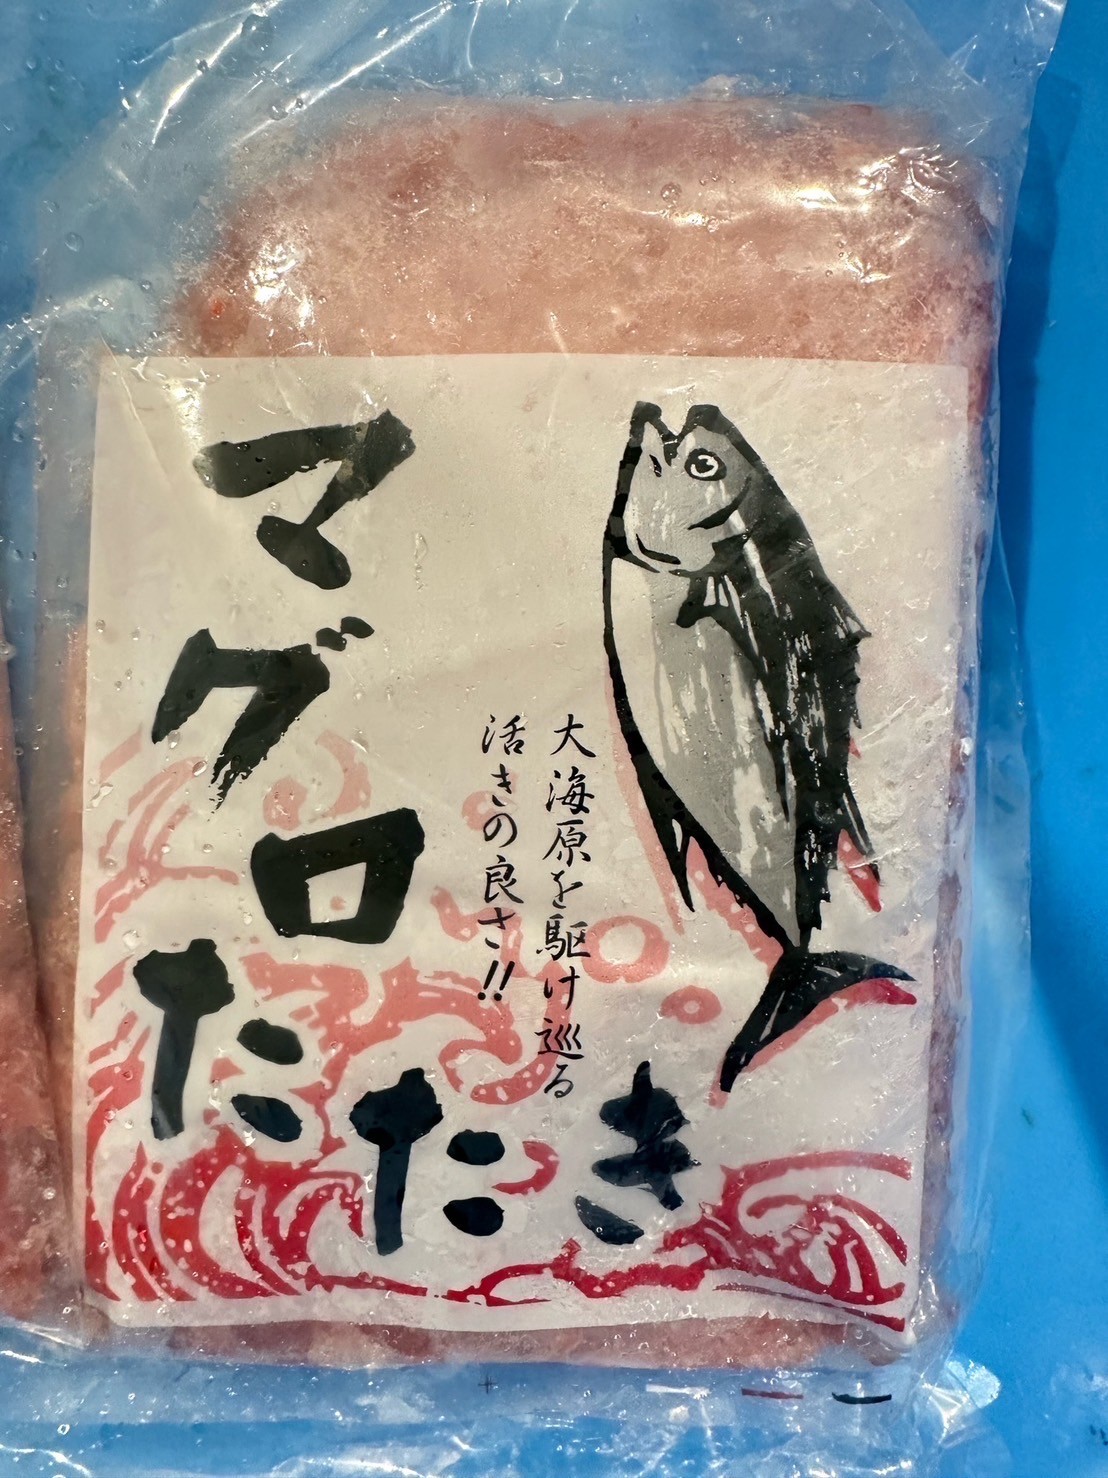 マグロ
たたき
大海原を駆け巡る
活きの良さ!!